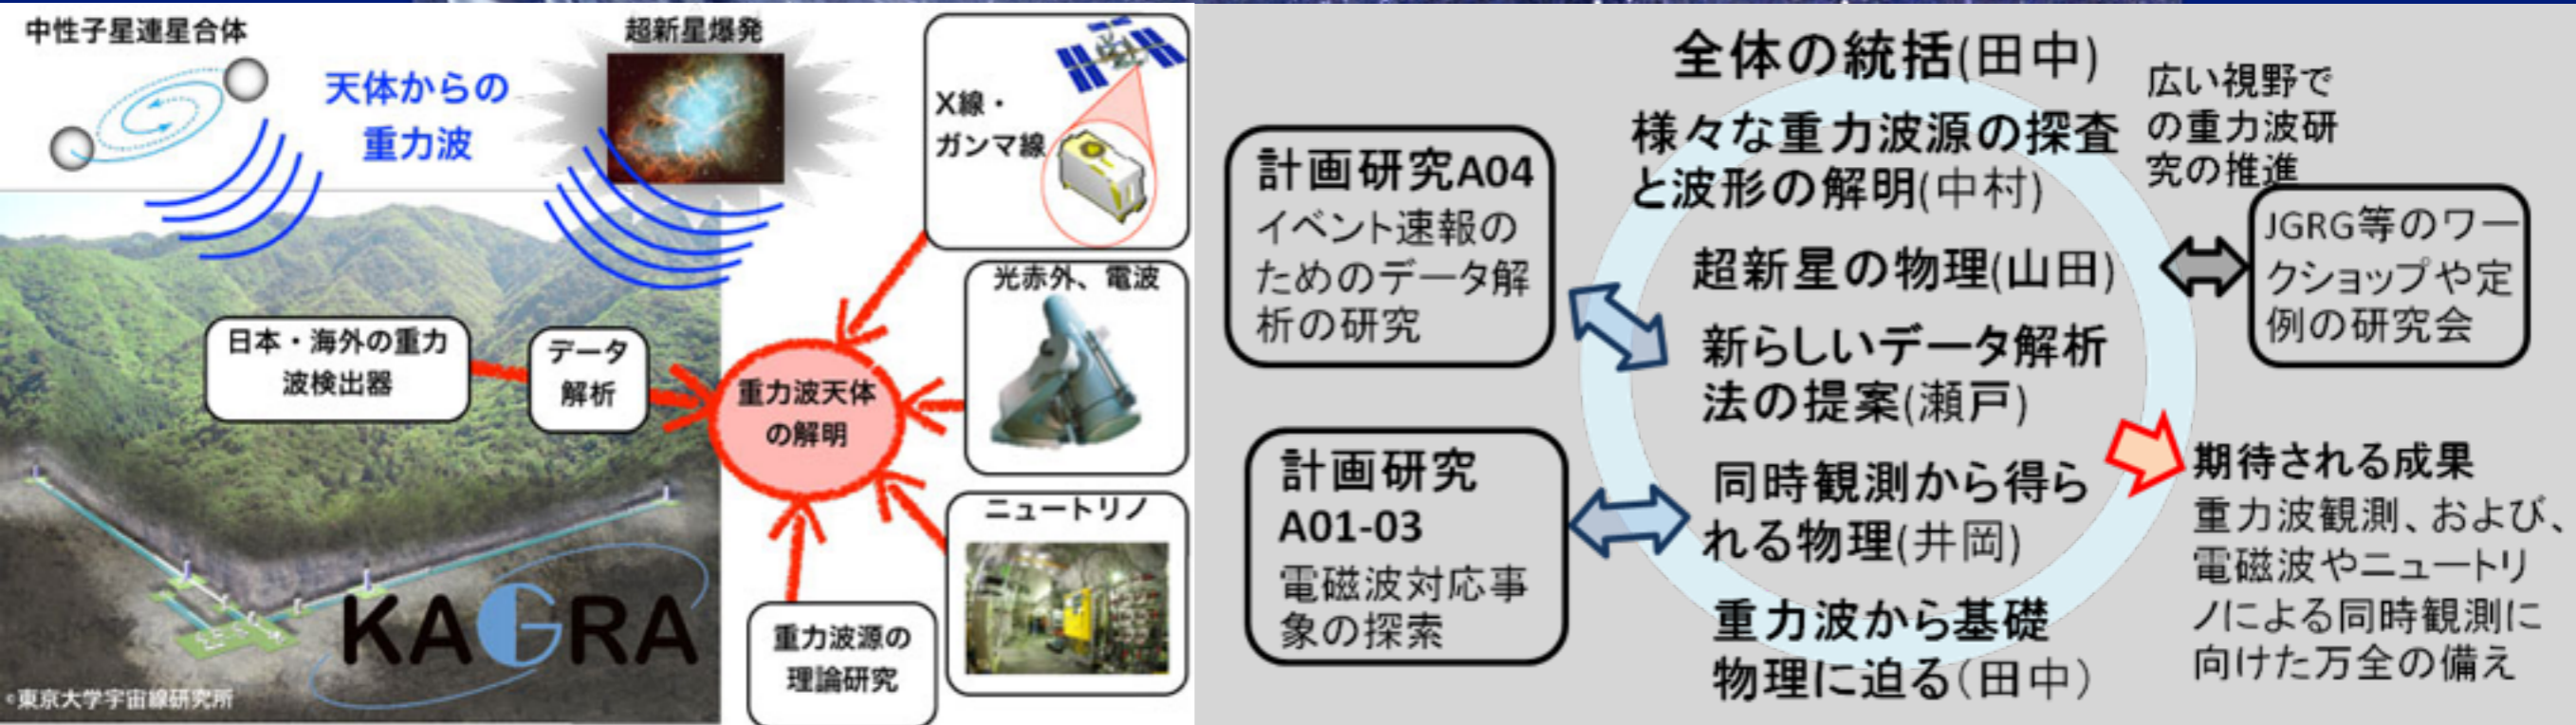 中性子星連星合体
天体からの
重力波
超新星爆発
X線・
ガンマ線
光赤外、電波
日本・海外の重力
波検出器
データ
解析
重力波天体
の解明
ニュートリノ
重力波源の
理論研究
KAGRA
©東京大学宇宙線研究所
全体の統括(田中)
様々な重力波源の探査
と波形の解明(中村)
超新星の物理(山田)
新らしいデータ解析
法の提案(瀬戸)
同時観測から得ら
れる物理(井岡)
重力波から基礎
物理に迫る(田中)
計画研究A04
イベント速報の
ためのデータ解
析の研究
計画研究
A01-03
電磁波対応事
象の探索
広い視野で
の重力波研
究の推進
JGRG等のワー
クショップや定
例の研究会
期待される成果
重力波観測、および、
電磁波やニュートリ
ノによる同時観測に
向けた万全の備え